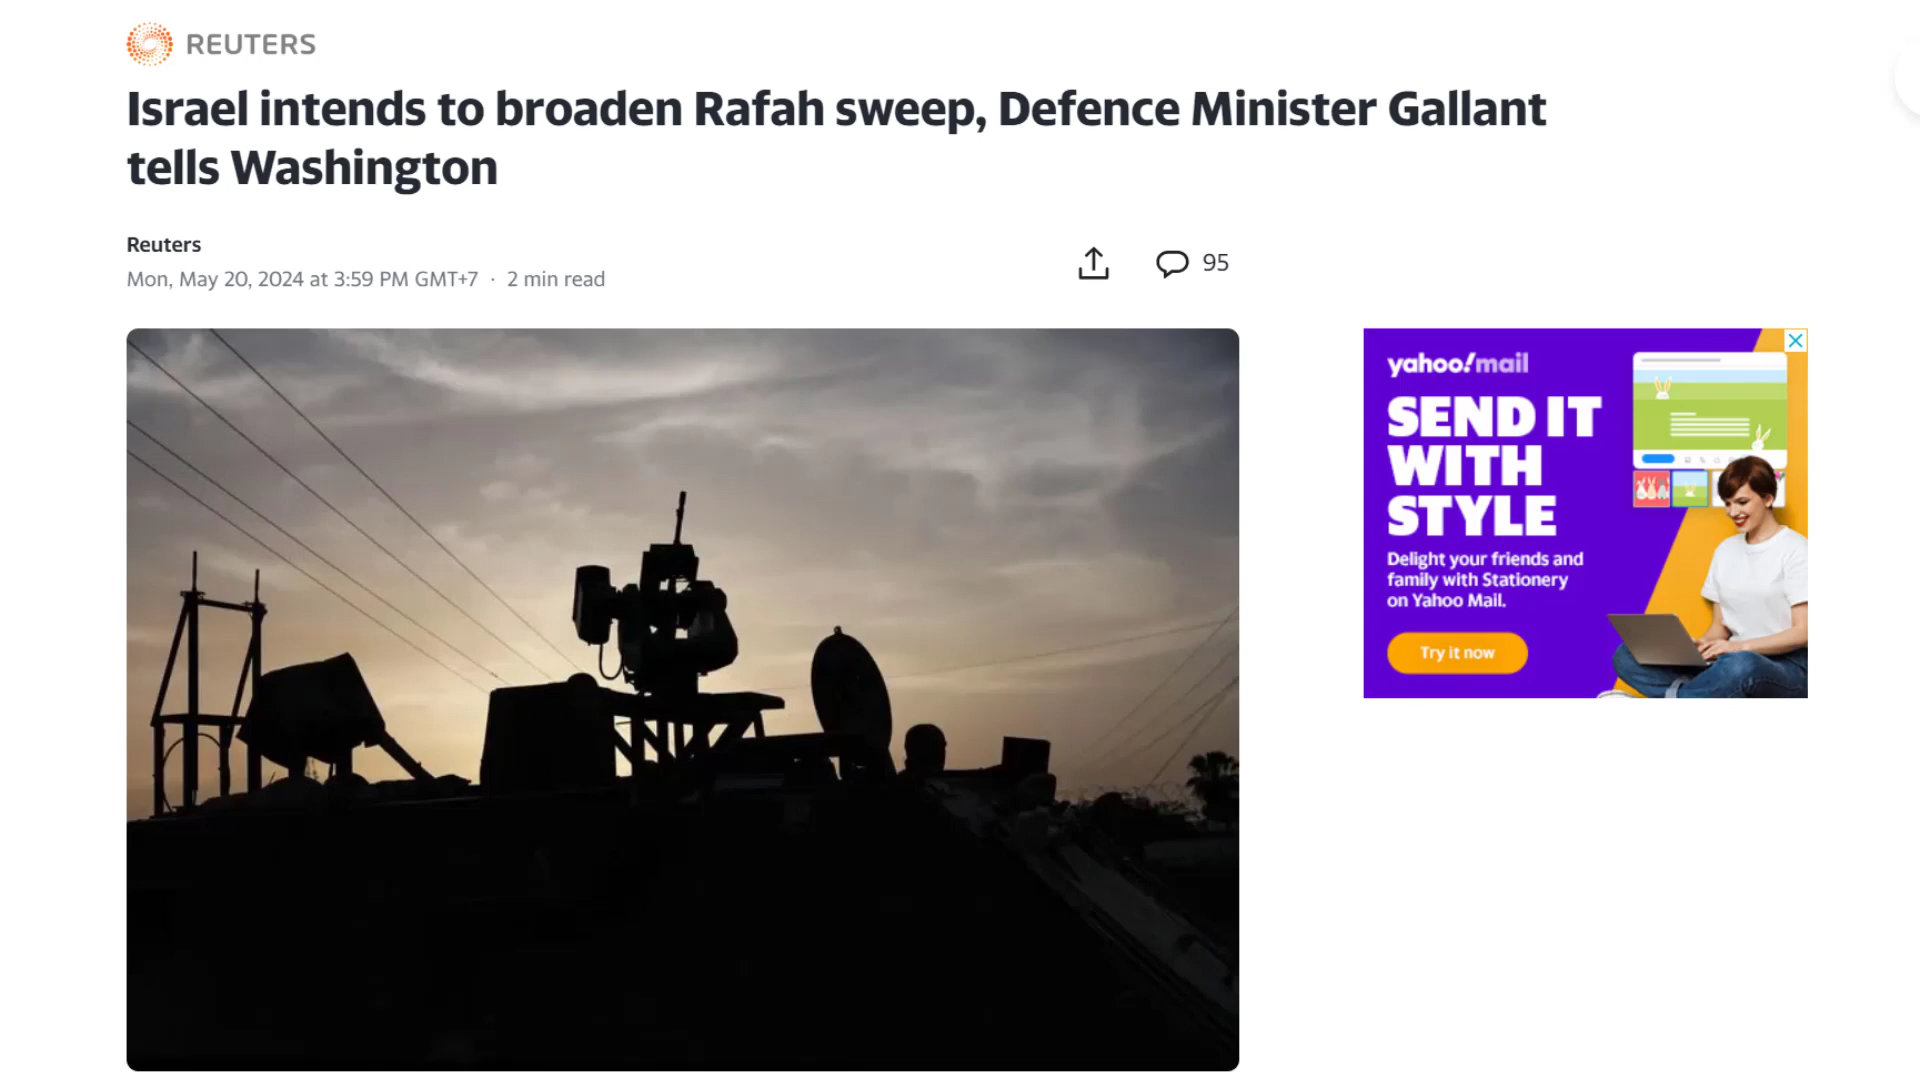 REUTERS
Israel intends to broaden Rafah sweep, Defence Minister Gallant
tells Washington
Reuters
Mon, May 20, 2024 at 3:59 PM GMT+7 · 2 min read
95
yahoo!mail
SEND IT
WITH
STYLE
Delight your friends and
family with Stationery
on Yahoo Mail.
Try it now